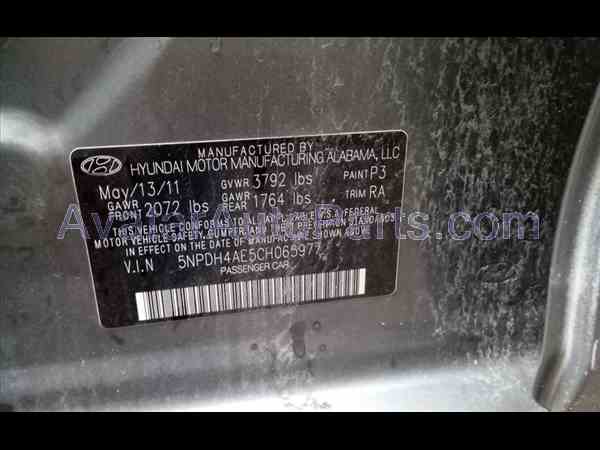 MANUFACTURED BY
HYUNDAI MOTOR MANUFACTURING ALABAMA, LLC
May/13/11 GVWR 3792 lbs PAINT P3
GAWR FRONT 2072 lbs GAWR REAR 1764 lbs TRIM RA
THIS VEHICLE CONFORMS TO ALL APPLICABLE U.S. FEDERAL
MOTOR VEHICLE SAFETY, BUMPER, AND THEFT PREVENTION STANDARDS
IN EFFECT ON THE DATE OF MANUFACTURE SHOWN ABOVE.
V.I.N 5NPDH4AE5CH065977
PASSENGER CAR